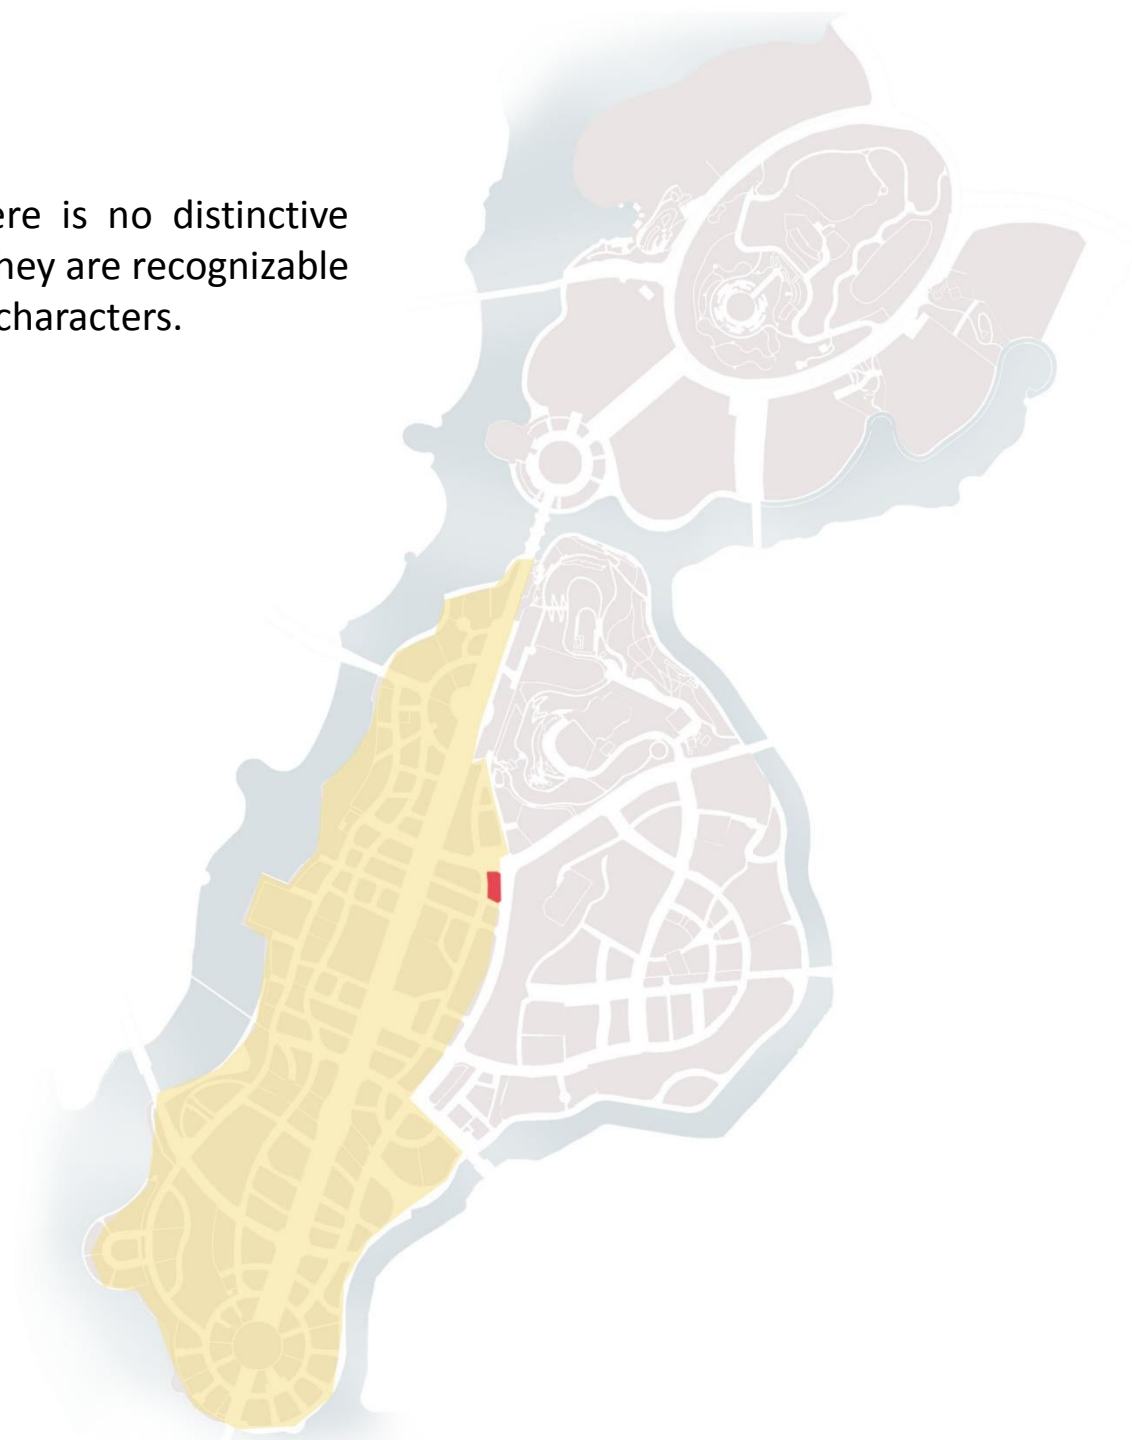 ere is no distinctive
hey are recognizable
characters.